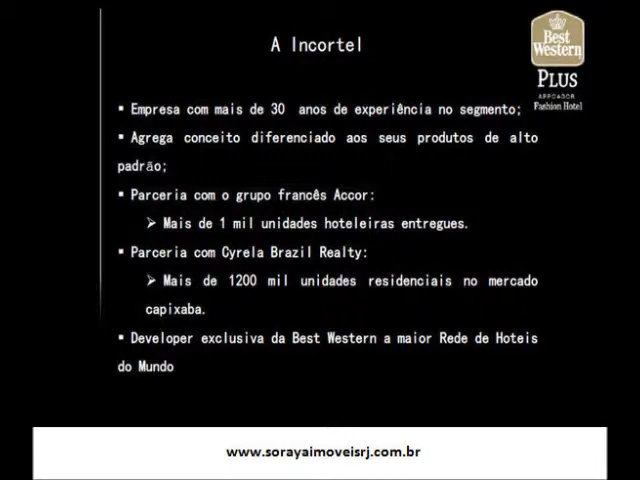 A Incortel
Best
Western
PLUS
ARPOADOR
Fashion Hotel
▪ Empresa com mais de 30 anos de experiência no segmento;
▪ Agrega conceito diferenciado aos seus produtos de alto
padrão;
▪ Parceria com o grupo francês Accor:
➢ Mais de 1 mil unidades hoteleiras entregues.
▪ Parceria com Cyrela Brazil Realty:
➢ Mais de 1200 mil unidades residenciais no mercado
capixaba.
▪ Developer exclusiva da Best Western a maior Rede de Hoteis
do Mundo
www.sorayaimoveisrj.com.br